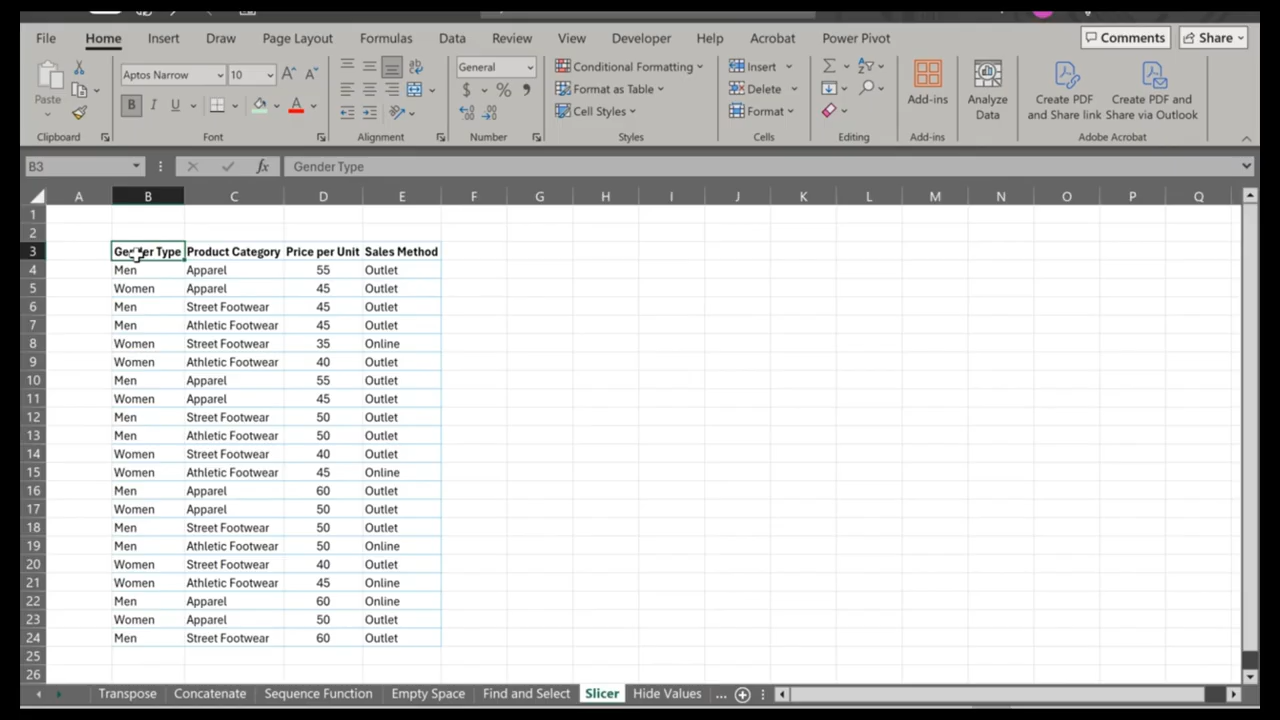 File Home Insert Draw Page Layout Formulas Data Review View Developer Help Acrobat Power Pivot Comments Share
Paste
Clipboard
Aptos Narrow 10
B I U A
Font
Alignment
General
$ % 9
Number
Conditional Formatting
Format as Table
Cell Styles
Styles
Insert
Delete
Format
Cells
Editing
Add-ins
Add-ins
Analyze
Data
Create PDF
and Share link
Create PDF and
Share via Outlook
Adobe Acrobat
B3 fx Gender Type
A B C D E F G H I J K L M N O P Q
1
2
3 Gender Type Product Category Price per Unit Sales Method
4 Men Apparel 55 Outlet
5 Women Apparel 45 Outlet
6 Men Street Footwear 45 Outlet
7 Men Athletic Footwear 45 Outlet
8 Women Street Footwear 35 Online
9 Women Athletic Footwear 40 Outlet
10 Men Apparel 55 Outlet
11 Women Apparel 45 Outlet
12 Men Street Footwear 50 Outlet
13 Men Athletic Footwear 50 Outlet
14 Women Street Footwear 40 Outlet
15 Women Athletic Footwear 45 Online
16 Men Apparel 60 Outlet
17 Women Apparel 50 Outlet
18 Men Street Footwear 50 Outlet
19 Men Athletic Footwear 50 Online
20 Women Street Footwear 40 Outlet
21 Women Athletic Footwear 45 Online
22 Men Apparel 60 Online
23 Women Apparel 50 Outlet
24 Men Street Footwear 60 Outlet
25
26
Transpose Concatenate Sequence Function Empty Space Find and Select Slicer Hide Values ...